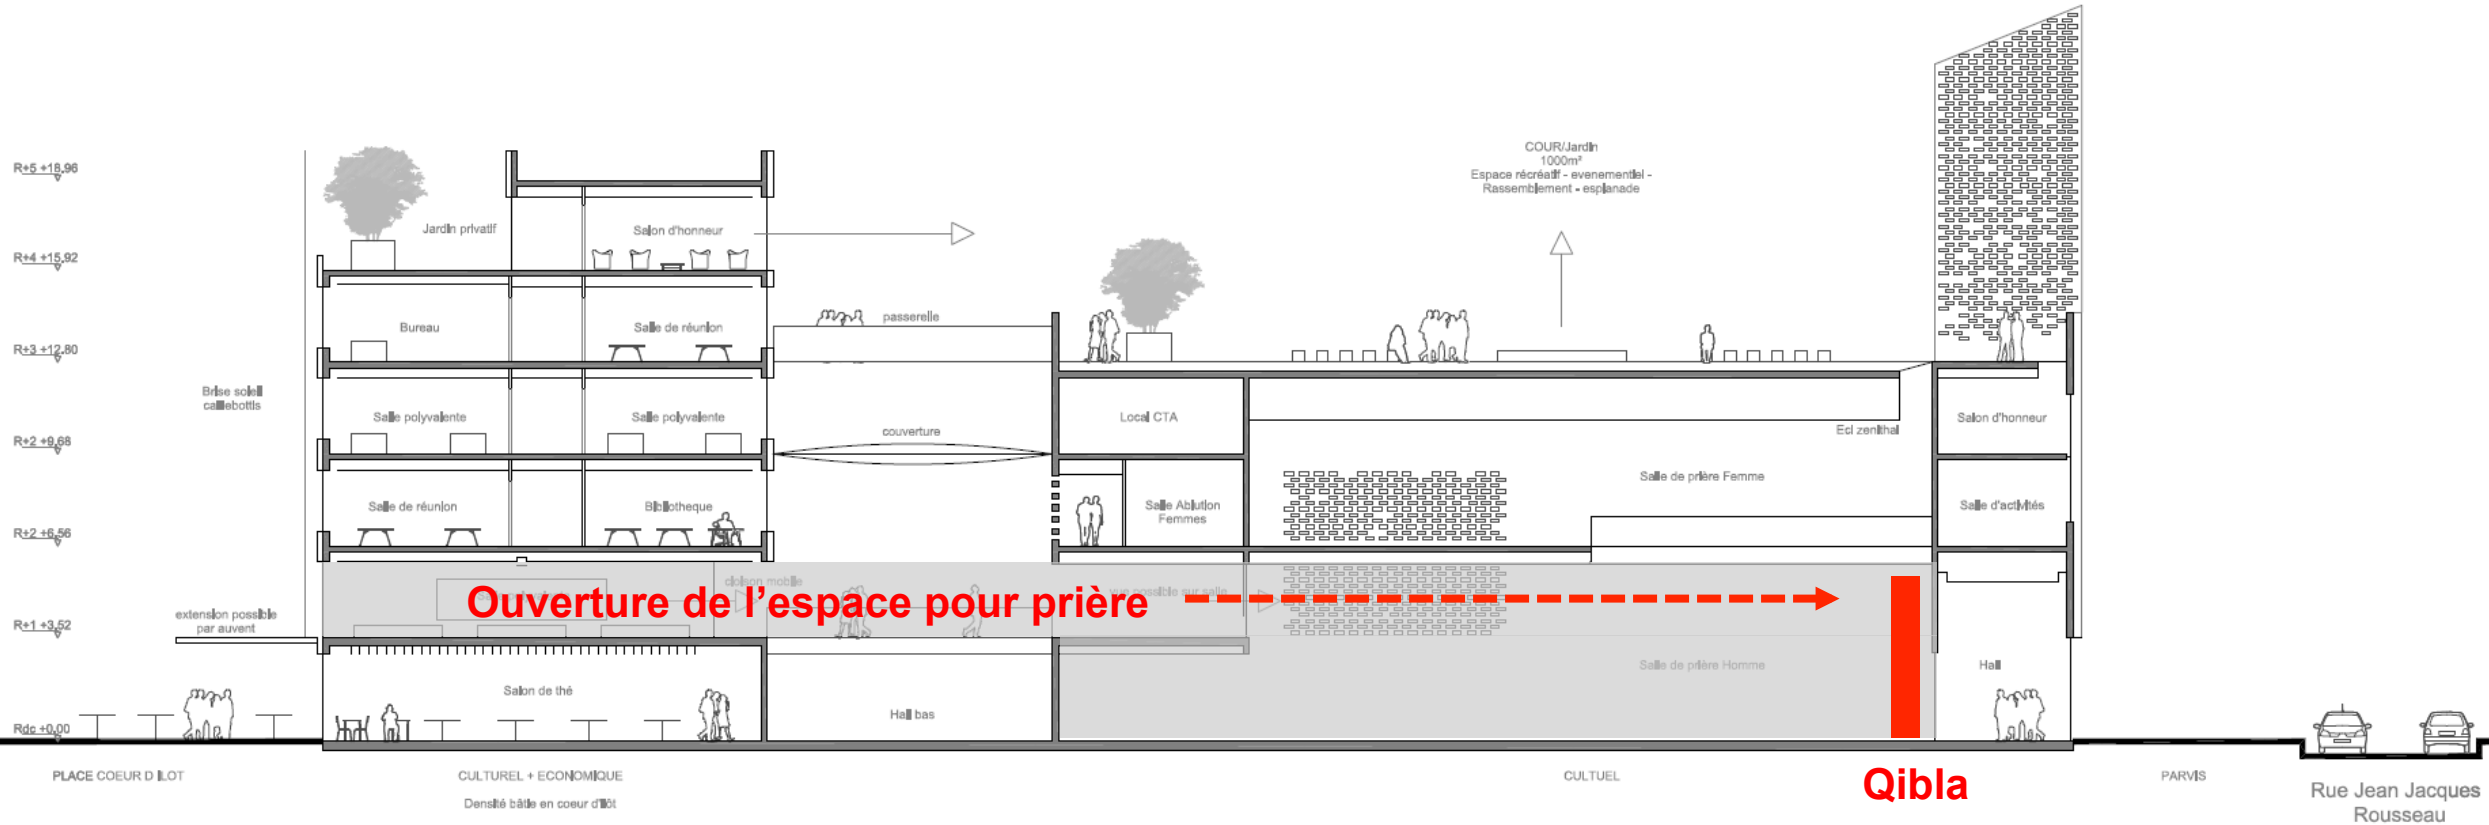 COUR/Jardin
1000m²
Espace récréatif - evenementiel -
Rassemblement - esplanade
R+5 +18,96
Jardin privatif
Salon d'honneur
R+4 +15,92
Bureau
Salle de réunion
passerelle
R+3 +12,80
Brise soleil
caillebottis
Salle polyvalente
Salle polyvalente
couverture
Local CTA
Ecl zenithal
Salon d'honneur
R+2 +9,68
Salle de prière Femme
Salle de réunion
Bibliotheque
Salle Ablution
Femmes
Salle d'activités
R+2 +6,56
cloison mobile
vue possible sur salle
Ouverture de l'espace pour prière
extension possible
par auvent
R+1 +3,52
Salle de prière Homme
Hall
Salon de thé
Hall bas
Rdc +0,00
PLACE COEUR D ILOT
CULTUREL + ECONOMIQUE
Densité bâtie en coeur d'îlôt
CULTUEL
Qibla
PARVIS
Rue Jean Jacques
Rousseau